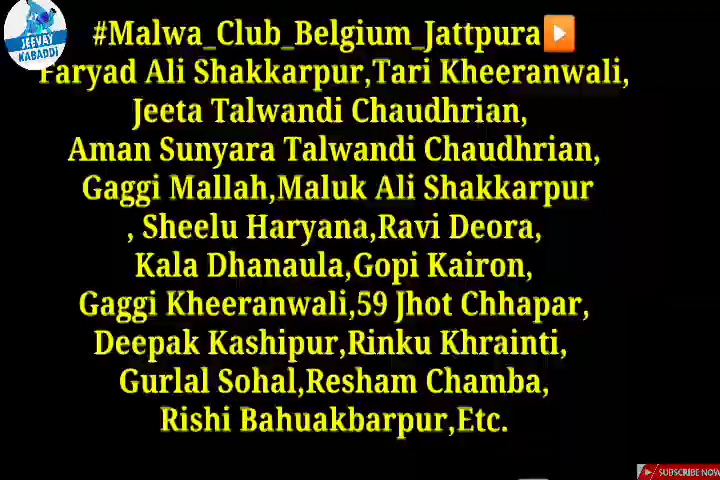 JEEVAY
KABADDI
#Malwa_Club_Belgium_Jattpura▶
Faryad Ali Shakkarpur,Tari Kheeranwali,
Jeeta Talwandi Chaudhrian,
Aman Sunyara Talwandi Chaudhrian,
Gaggi Mallah,Maluk Ali Shakkarpur
, Sheelu Haryana,Ravi Deora,
Kala Dhanaula,Gopi Kairon,
Gaggi Kheeranwali,59 Jhot Chhapar,
Deepak Kashipur,Rinku Khrainti,
Gurlal Sohal,Resham Chamba,
Rishi Bahuakbarpur,Etc.
SUBSCRIBE NOW